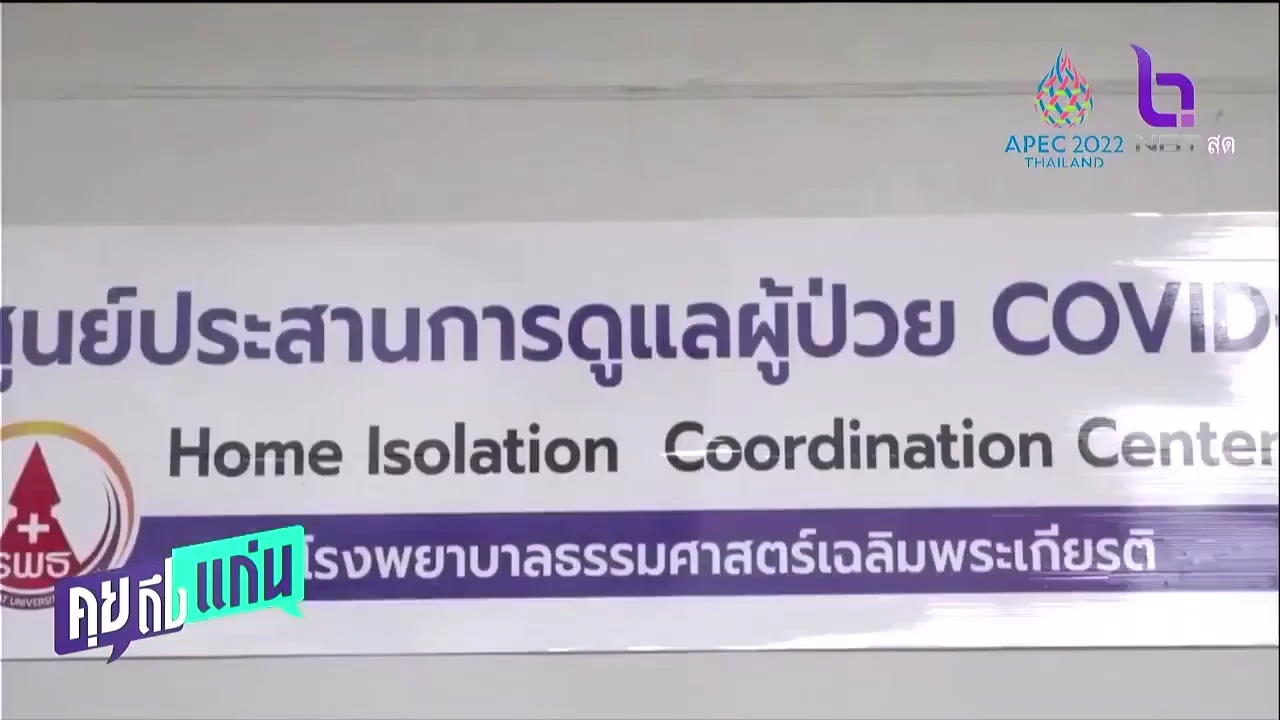 APEC 2022
THAILAND
NBT สด
ศูนย์ประสานการดูแลผู้ป่วย COVID
Home Isolation Coordination Center
รพธ
โรงพยาบาลธรรมศาสตร์เฉลิมพระเกียรติ
คุยถึงแก่น